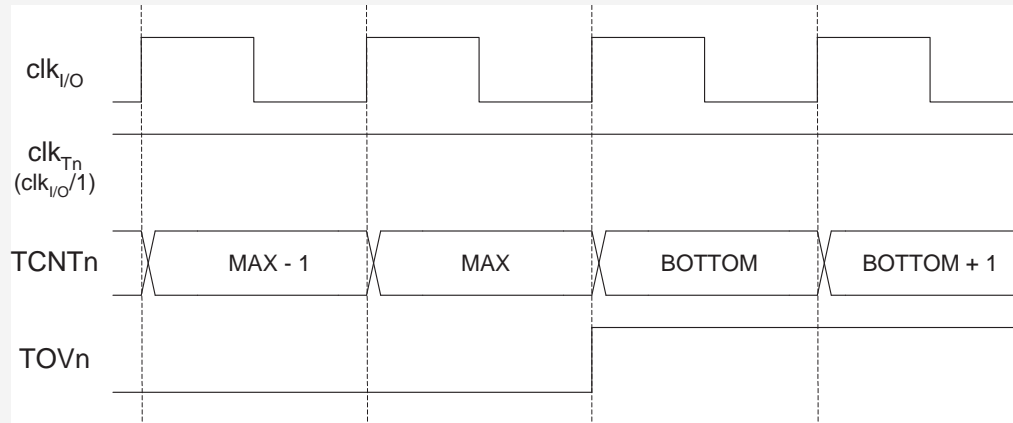 clkI/O
clkTn
(clkI/O/1)
TCNTn MAX - 1 MAX BOTTOM BOTTOM + 1
TOVn